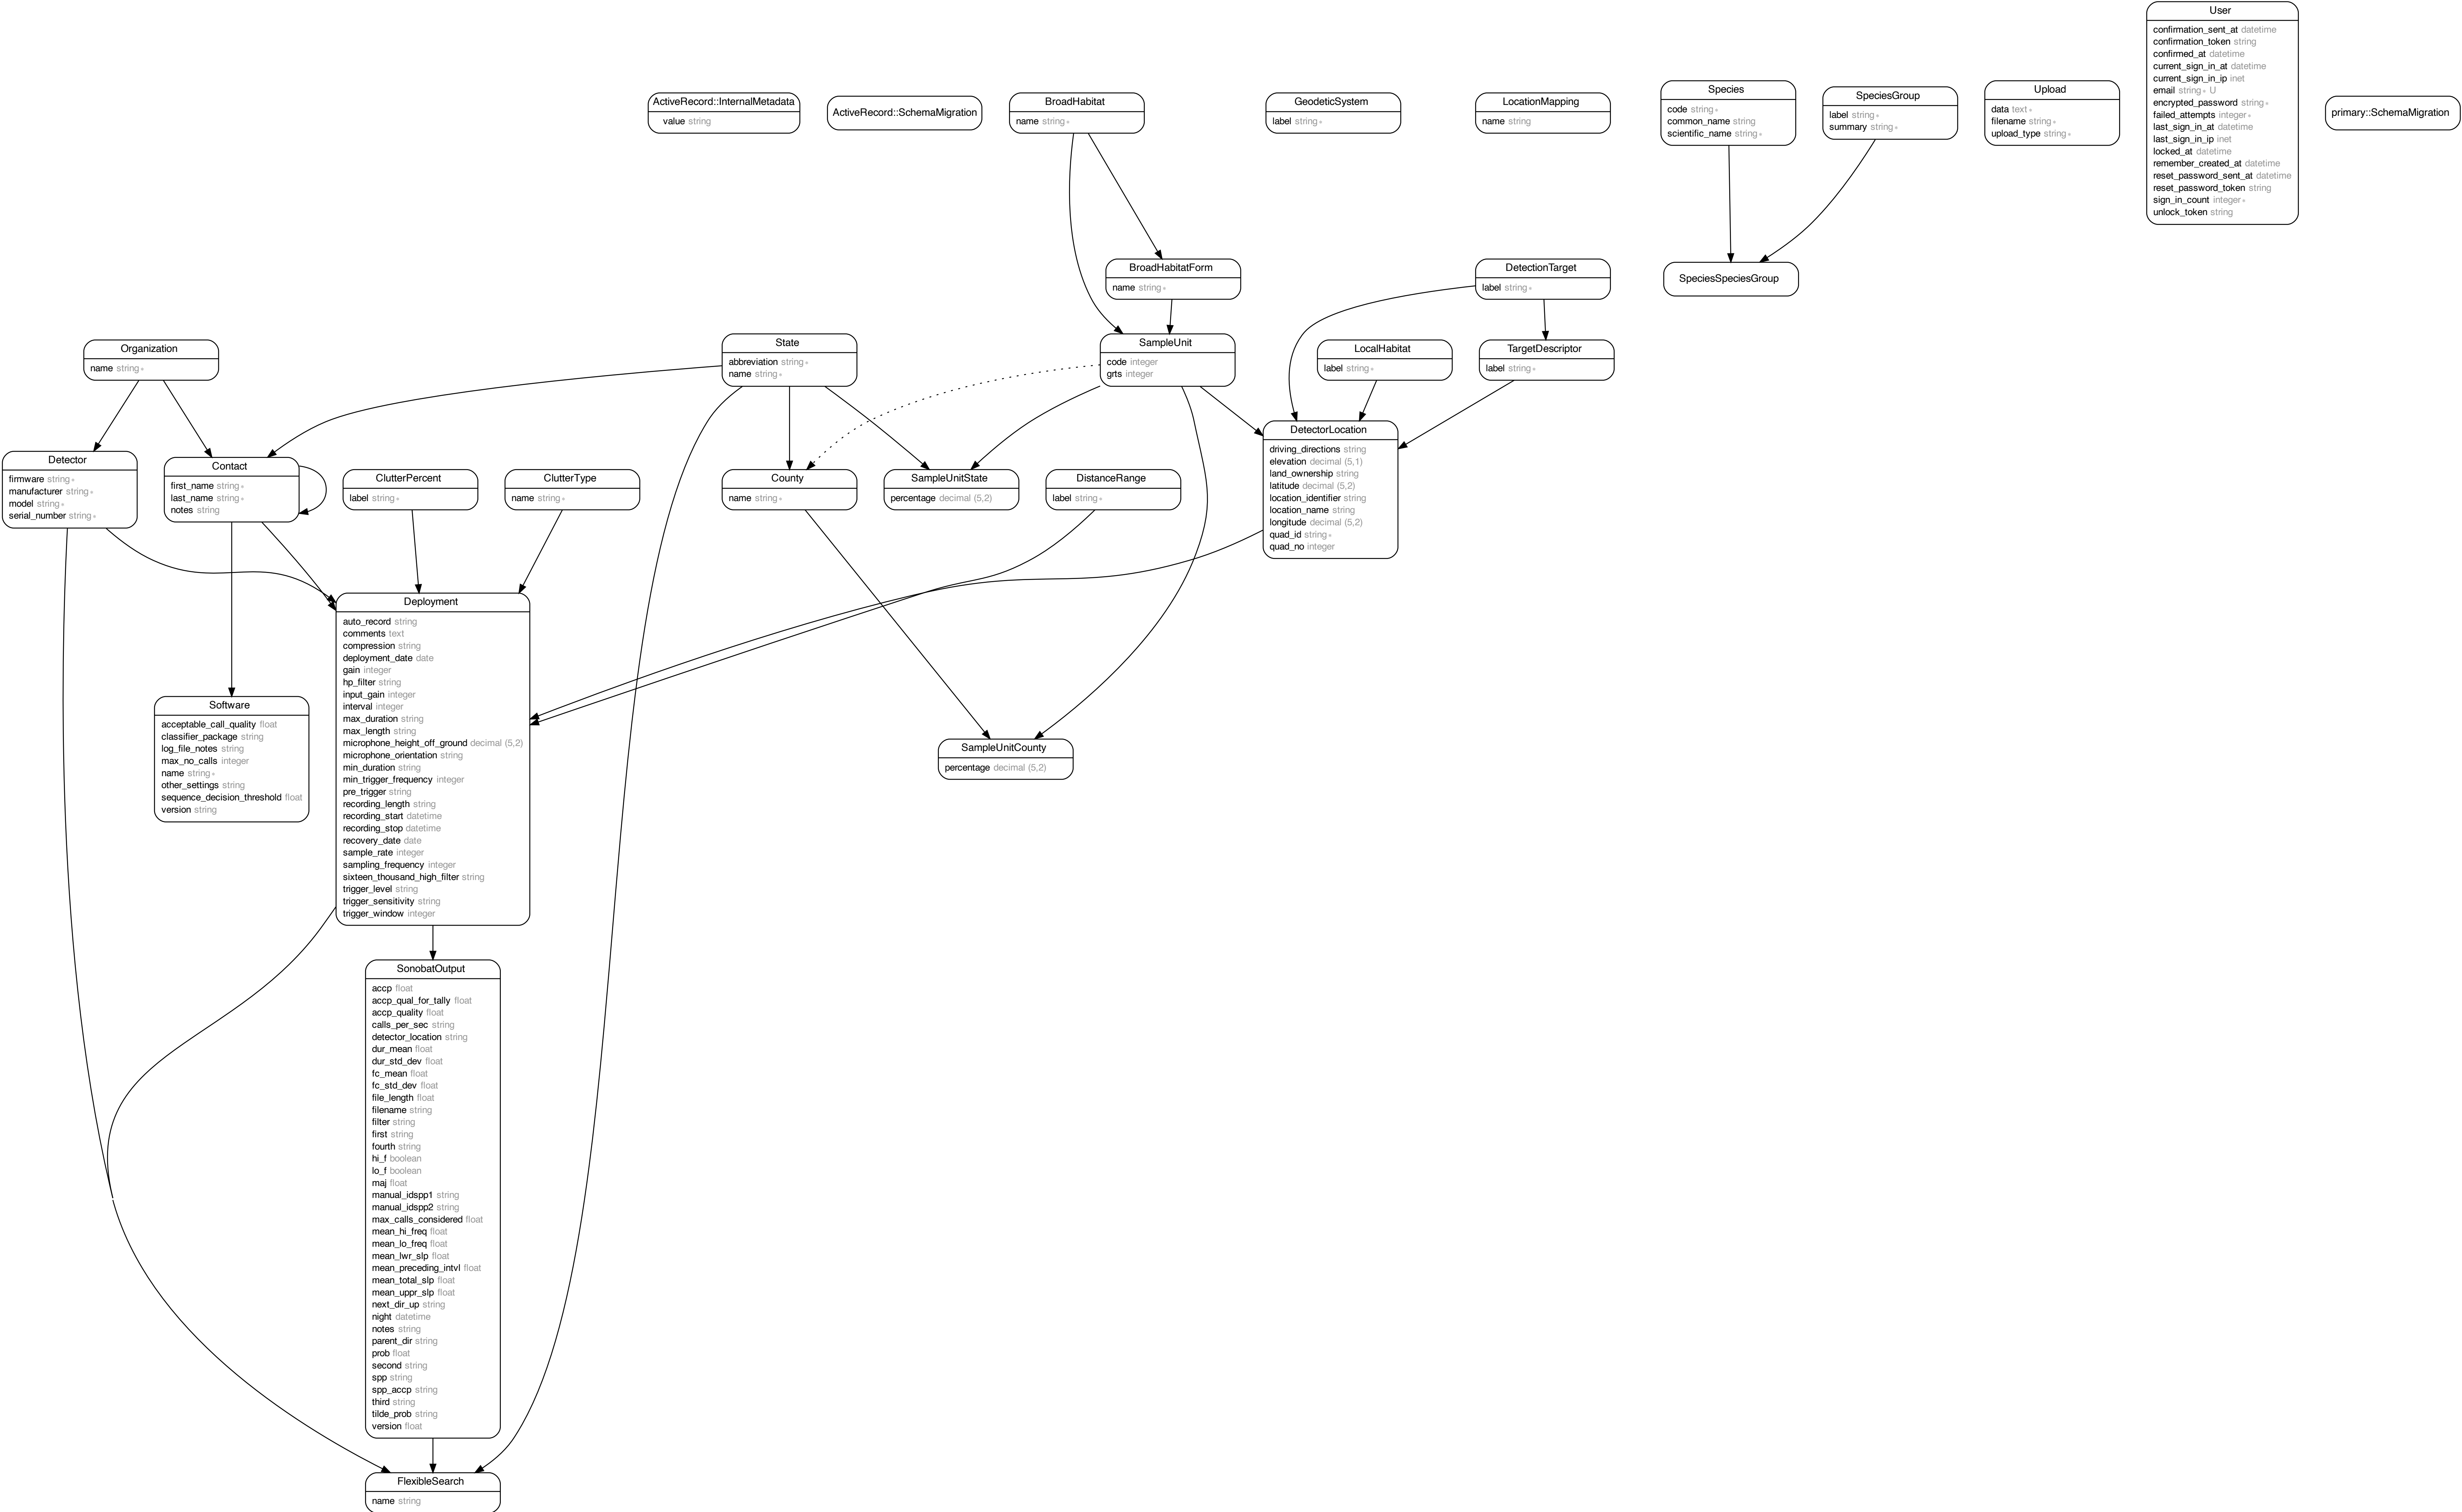 User
confirmation_sent_at datetime
confirmation_token string
confirmed_at datetime
current_sign_in_at datetime
current_sign_in_ip inet
email string* U
encrypted_password string*
failed_attempts integer*
last_sign_in_at datetime
last_sign_in_ip inet
locked_at datetime
remember_created_at datetime
reset_password_sent_at datetime
reset_password_token string
sign_in_count integer*
unlock_token string
ActiveRecord::InternalMetadata
value string
ActiveRecord::SchemaMigration
BroadHabitat
name string*
GeodeticSystem
label string*
LocationMapping
name string
Species
code string*
common_name string
scientific_name string*
SpeciesGroup
label string*
summary string*
Upload
data text*
filename string*
upload_type string*
primary::SchemaMigration
BroadHabitatForm
name string*
DetectionTarget
label string*
SpeciesSpeciesGroup
Organization
name string*
State
abbreviation string*
name string*
SampleUnit
code integer
grts integer
LocalHabitat
label string*
TargetDescriptor
label string*
Detector
firmware string*
manufacturer string*
model string*
serial_number string*
Contact
first_name string*
last_name string*
notes string
ClutterPercent
label string*
ClutterType
name string*
County
name string*
SampleUnitState
percentage decimal (5,2)
DistanceRange
label string*
DetectorLocation
driving_directions string
elevation decimal (5,1)
land_ownership string
latitude decimal (5,2)
location_identifier string
location_name string
longitude decimal (5,2)
quad_id string*
quad_no integer
Deployment
auto_record string
comments text
compression string
deployment_date date
gain integer
hp_filter string
input_gain integer
interval integer
max_duration string
max_length string
microphone_height_off_ground decimal (5,2)
microphone_orientation string
min_duration string
min_trigger_frequency integer
pre_trigger string
recording_length string
recording_start datetime
recording_stop datetime
recovery_date date
sample_rate integer
sampling_frequency integer
sixteen_thousand_high_filter string
trigger_level string
trigger_sensitivity string
trigger_window integer
Software
acceptable_call_quality float
classifier_package string
log_file_notes string
max_no_calls integer
name string*
other_settings string
sequence_decision_threshold float
version string
SampleUnitCounty
percentage decimal (5,2)
SonobatOutput
accp float
accp_qual_for_tally float
accp_quality float
calls_per_sec string
detector_location string
dur_mean float
dur_std_dev float
fc_mean float
fc_std_dev float
file_length float
filename string
filter string
first string
fourth string
hi_f boolean
lo_f boolean
maj float
manual_idspp1 string
manual_idspp2 string
max_calls_considered float
mean_hi_freq float
mean_lo_freq float
mean_lwr_slp float
mean_preceding_intvl float
mean_total_slp float
mean_uppr_slp float
next_dir_up string
night datetime
notes string
parent_dir string
prob float
second string
spp string
spp_accp string
third string
tilde_prob string
version float
FlexibleSearch
name string